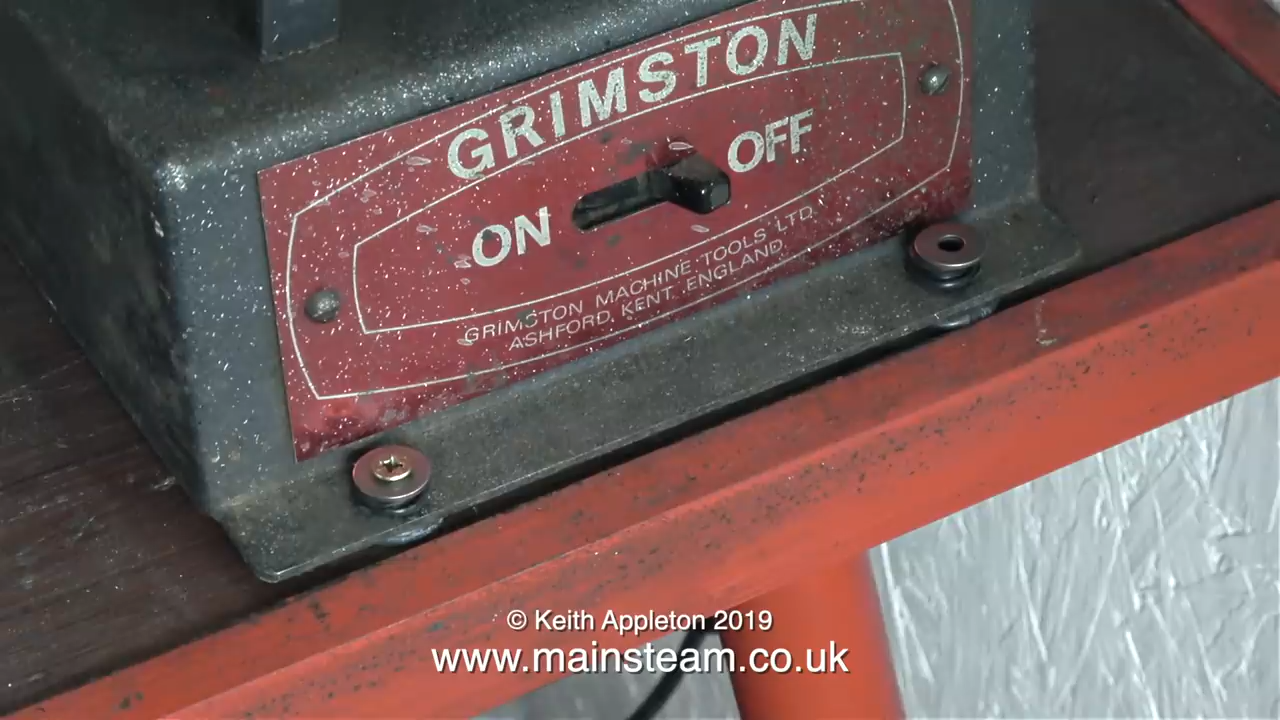 GRIMSTON
ON OFF
GRIMSTON MACHINE TOOLS LTD.
ASHFORD, KENT, ENGLAND.
© Keith Appleton 2019
www.mainsteam.co.uk